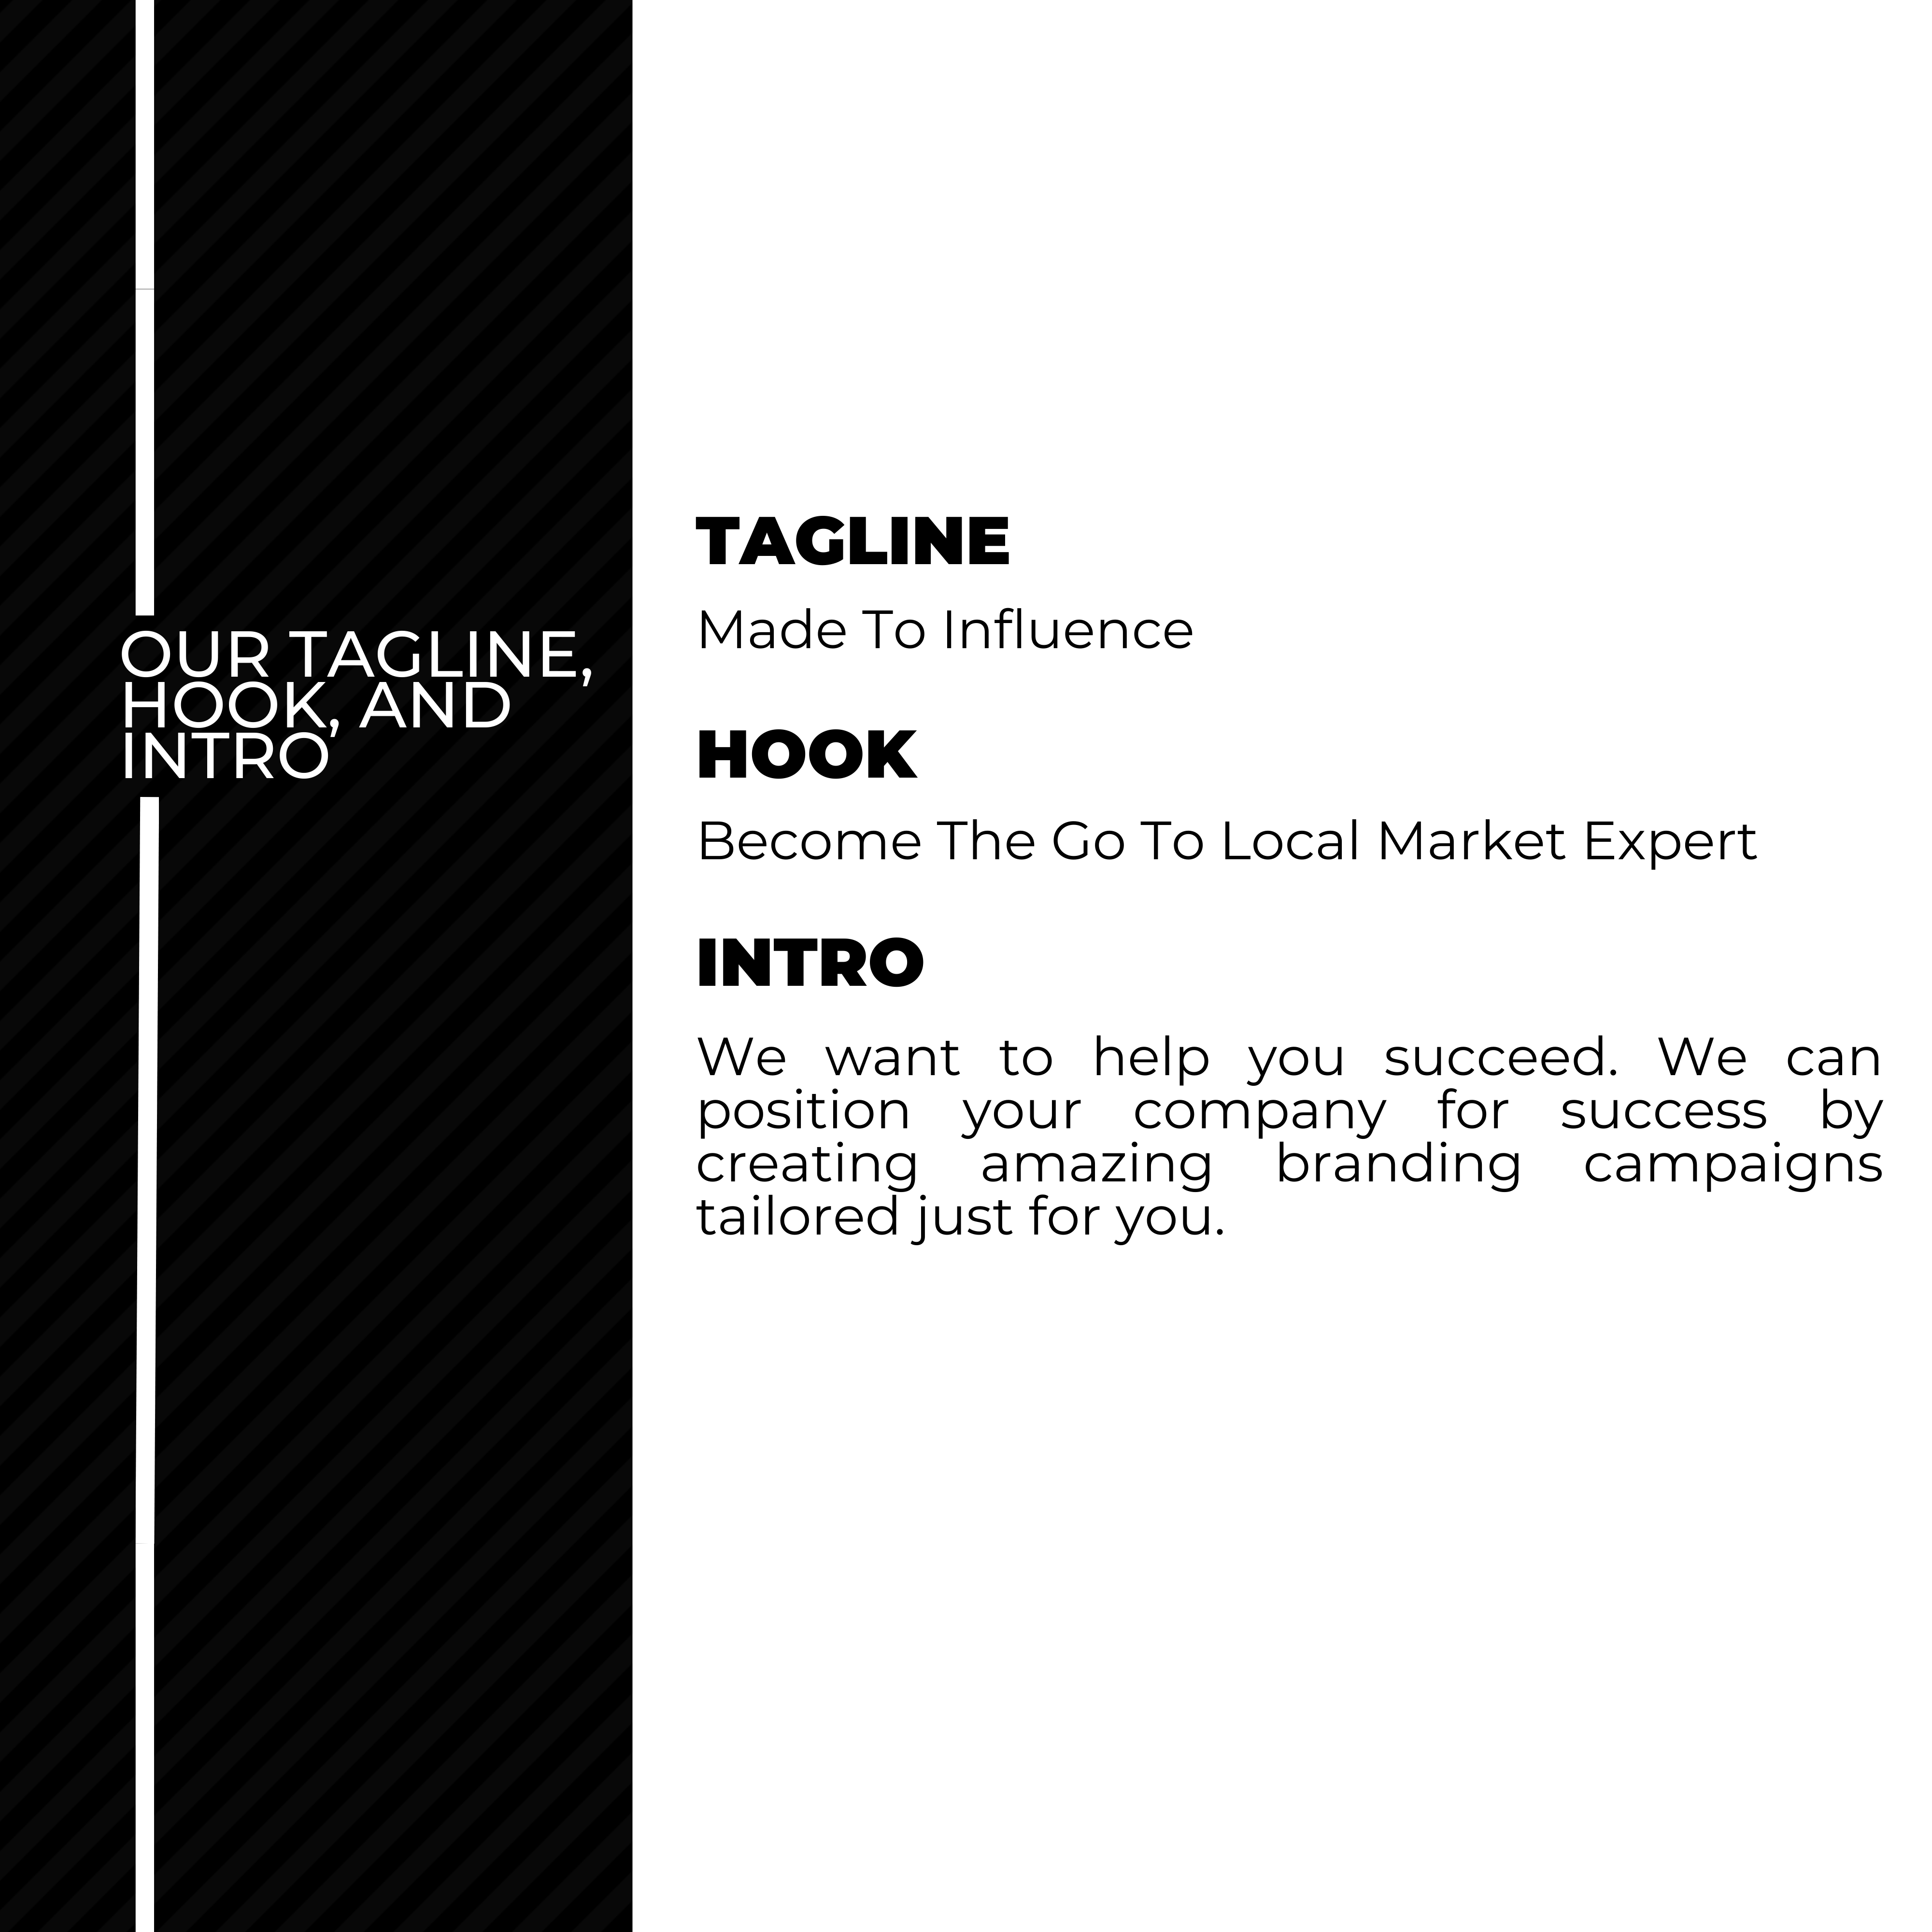 OUR TAGLINE,
HOOK, AND
INTRO
TAGLINE
Made To Influence
HOOK
Become The Go To Local Market Expert
INTRO
We want to help you succeed. We can
position your company for success by
creating amazing branding campaigns
tailored just for you.